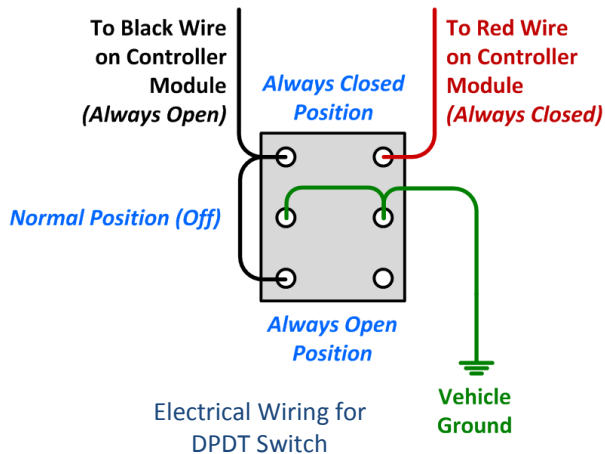 To Black Wire
on Controller
Module
(Always Open)
To Red Wire
on Controller
Module
(Always Closed)
Always Closed
Position
Normal Position (Off)
Always Open
Position
Vehicle
Ground
Electrical Wiring for
DPDT Switch